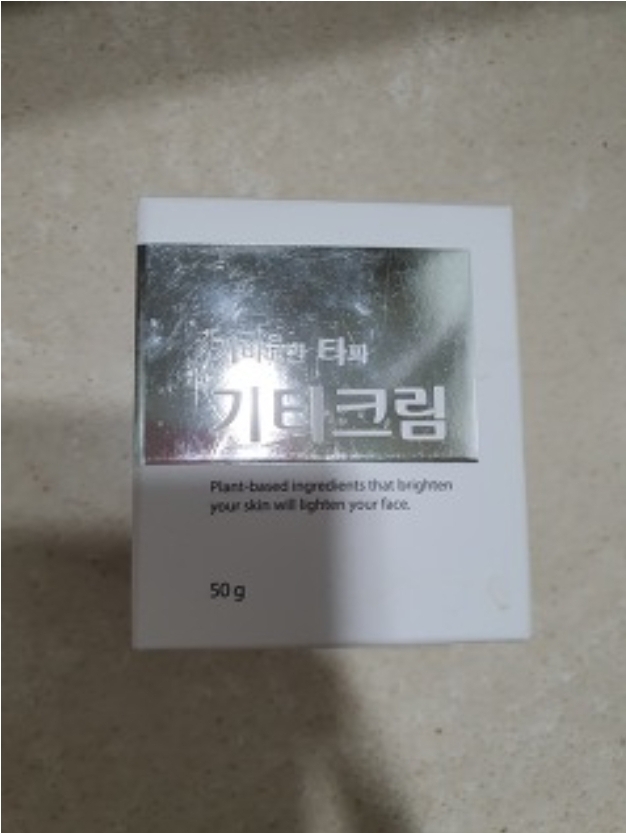 타파
기타크림
Plant-based ingredients that brighten
your skin will lighten your face.
50 g